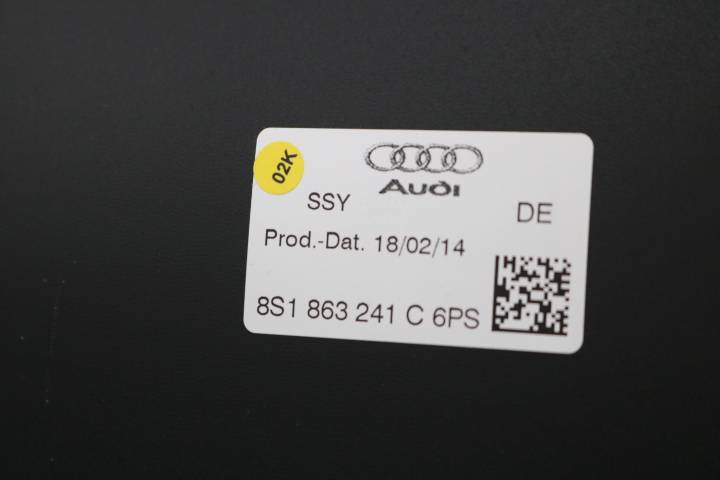 02K
Audi
SSY
DE
Prod.-Dat. 18/02/14
8S1 863 241 C 6PS